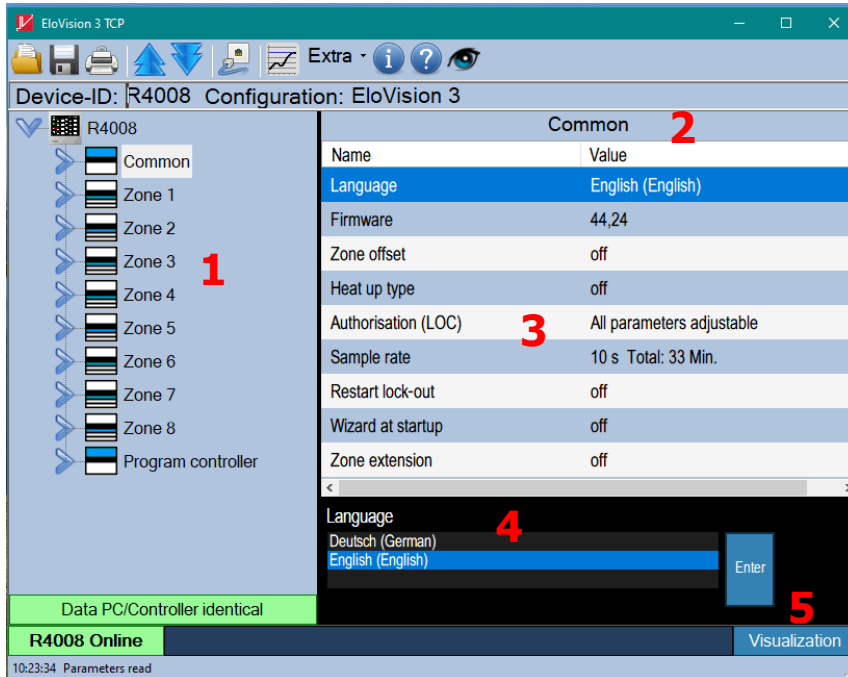 EloVision 3 TCP
Extra
Device-ID: R4008 Configuration: EloVision 3
R4008
Common
Zone 1
Zone 2
Zone 3
Zone 4
Zone 5
Zone 6
Zone 7
Zone 8
Program controller
1
Data PC/Controller identical
Common 2
Name Value
Language English (English)
Firmware 44,24
Zone offset off
Heat up type off
Authorisation (LOC) 3 All parameters adjustable
Sample rate 10 s Total: 33 Min.
Restart lock-out off
Wizard at startup off
Zone extension off
Language 4
Deutsch (German)
English (English)
Enter
5
R4008 Online Visualization
10:23:34 Parameters read